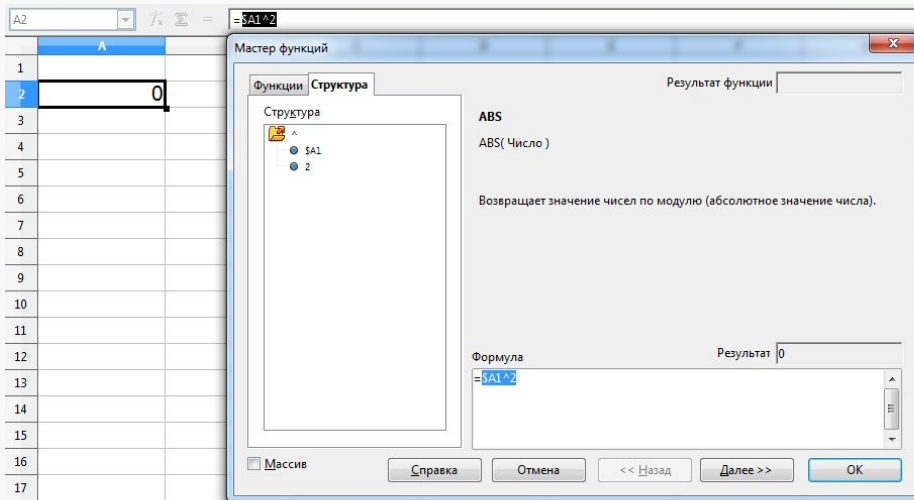 A2 fx Σ = =$A1^2
A
Мастер функций
1
2 0
3
4
5
6
7
8
9
10
11
12
13
14
15
16
17
Функции Структура
Структура
^
$A1
2
Результат функции
ABS
ABS( Число )
Возвращает значение чисел по модулю (абсолютное значение числа).
Формула Результат 0
=$A1^2
Массив Справка Отмена << Назад Далее >> OK